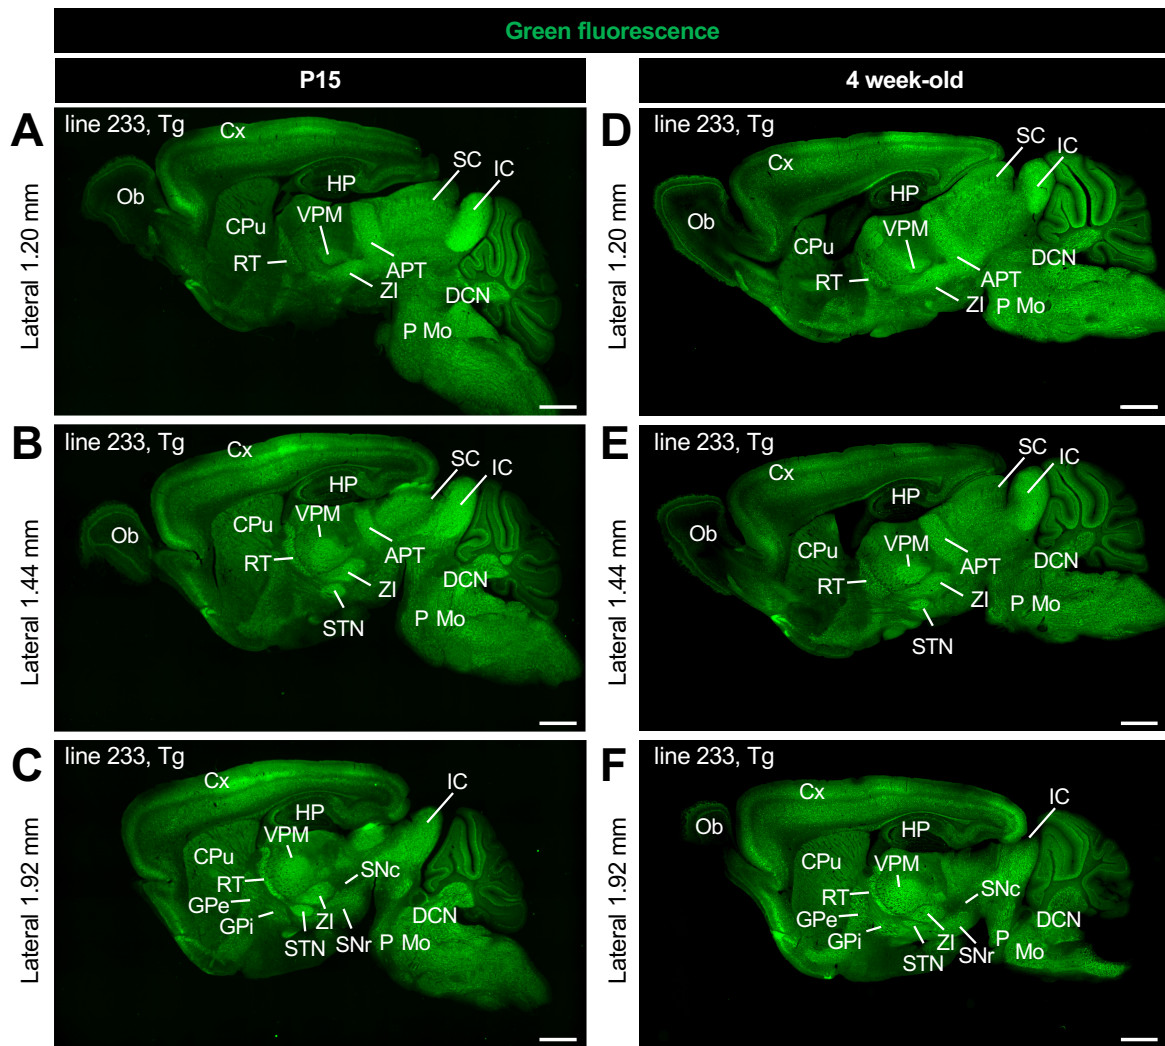 Green fluorescence
P15
4 week-old
A
Lateral 1.20 mm
line 233, Tg
Cx
Ob
HP
SC
IC
VPM
CPu
RT
APT
ZI
DCN
P Mo
D
line 233, Tg
Cx
SC
IC
HP
Ob
CPu
VPM
RT
APT
DCN
ZI
P Mo
Lateral 1.20 mm
B
Lateral 1.44 mm
line 233, Tg
Cx
SC
IC
HP
VPM
Ob
CPu
RT
APT
ZI
DCN
P Mo
STN
E
line 233, Tg
Cx
SC
IC
HP
Ob
CPu
VPM
RT
APT
DCN
ZI
P Mo
STN
Lateral 1.44 mm
C
Lateral 1.92 mm
line 233, Tg
Cx
IC
HP
VPM
CPu
RT
SNc
GPe
GPi
ZI
DCN
STN
SNr
P Mo
F
line 233, Tg
Cx
IC
Ob
HP
CPu
VPM
RT
SNc
GPe
GPi
DCN
ZI
P
STN
SNr
Mo
Lateral 1.92 mm